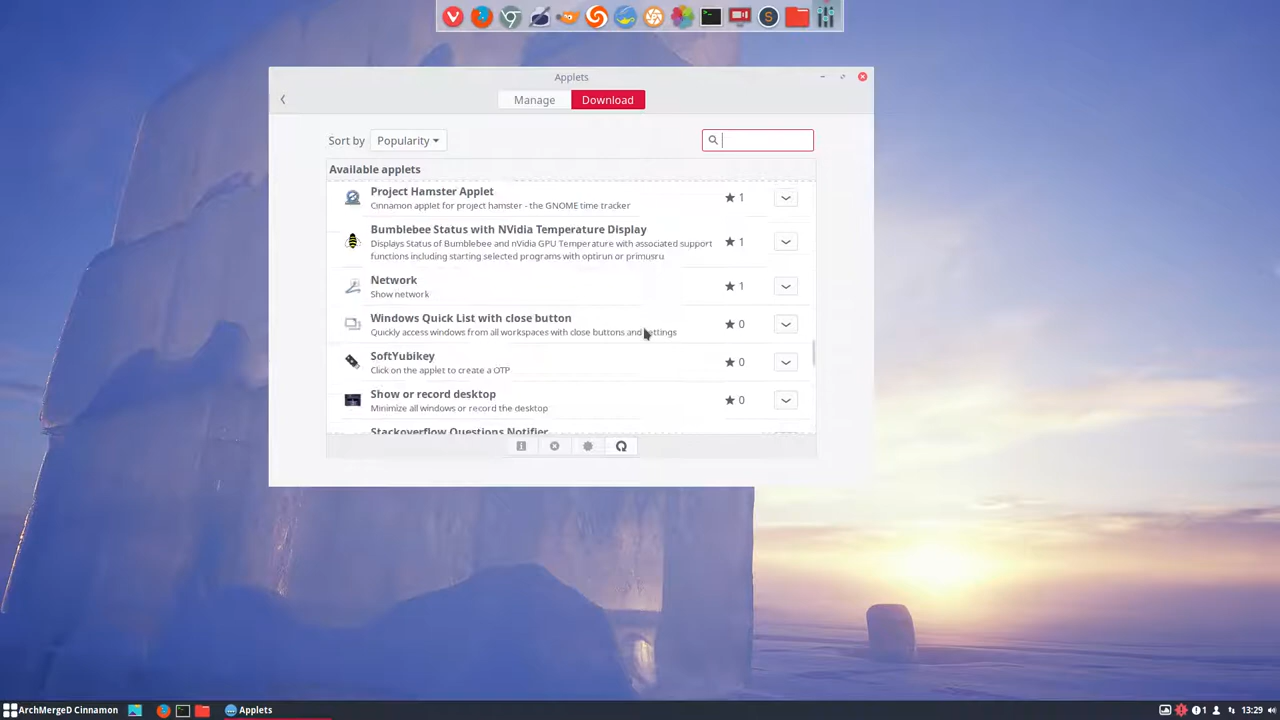 Applets
Manage
Download
Sort by
Popularity
Available applets
Project Hamster Applet
Cinnamon applet for project hamster - the GNOME time tracker
1
Bumblebee Status with NVidia Temperature Display
Displays Status of Bumblebee and nVidia GPU Temperature with associated support
functions including starting selected programs with optirun or primusru
1
Network
Show network
1
Windows Quick List with close button
Quickly access windows from all workspaces with close buttons and settings
0
SoftYubikey
Click on the applet to create a OTP
0
Show or record desktop
Minimize all windows or record the desktop
0
Stackoverflow Questions Notifier
ArchMergeD Cinnamon
Applets
1
13:29